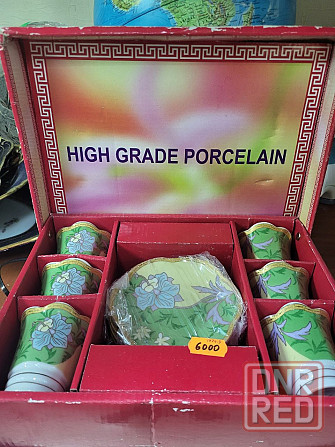 HIGH GRADE PORCELAIN
6000
DNR
RED